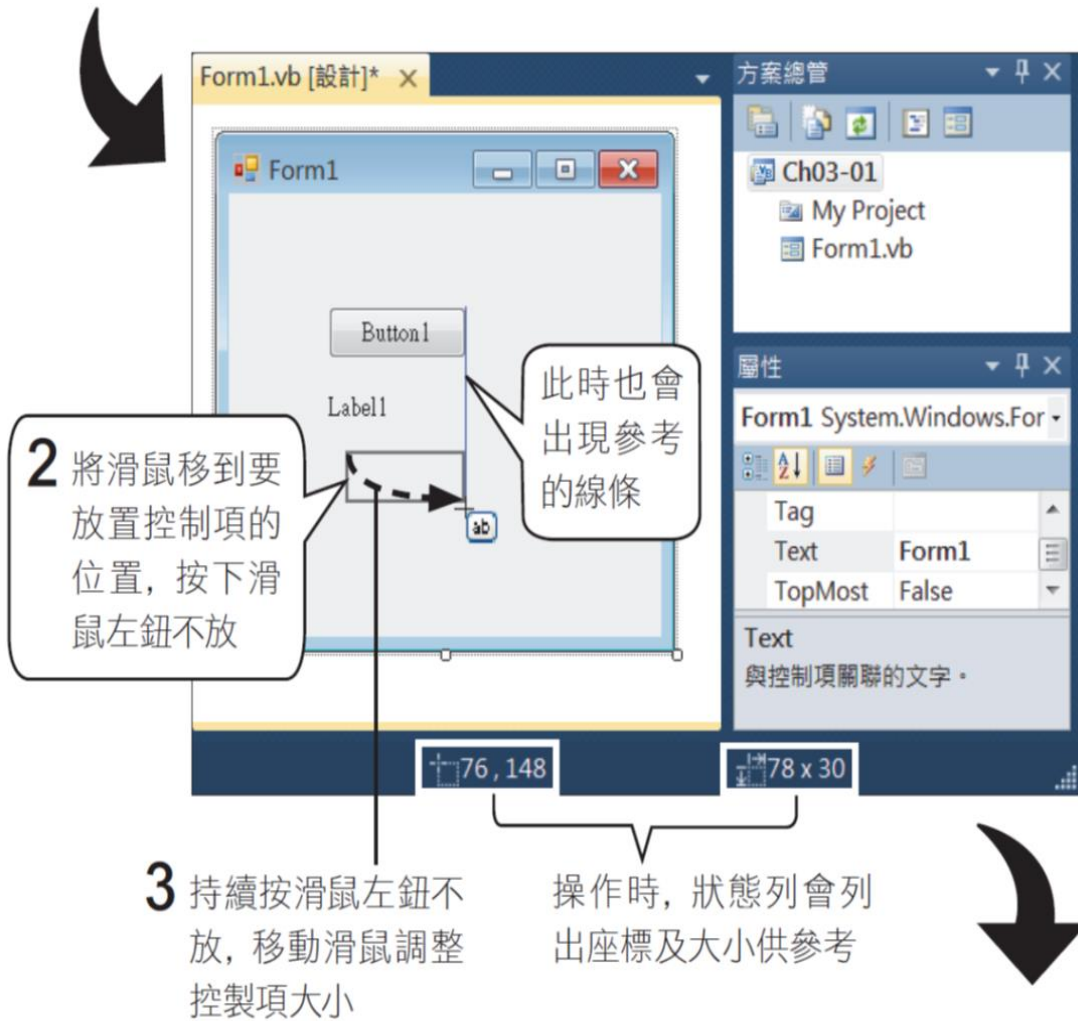 Form1.vb [設計]*
方案總管
Form1
Ch03-01
My Project
Form1.vb
Button1
此時也會
出現參考
的線條
Label1
屬性
Form1 System.Windows.For
2 將滑鼠移到要
放置控制項的
位置, 按下滑
鼠左鈕不放
ab
Tag
Text Form1
TopMost False
Text
與控制項關聯的文字。
76,148
78 x 30
3 持續按滑鼠左鈕不
放, 移動滑鼠調整
控製項大小
操作時, 狀態列會列
出座標及大小供參考